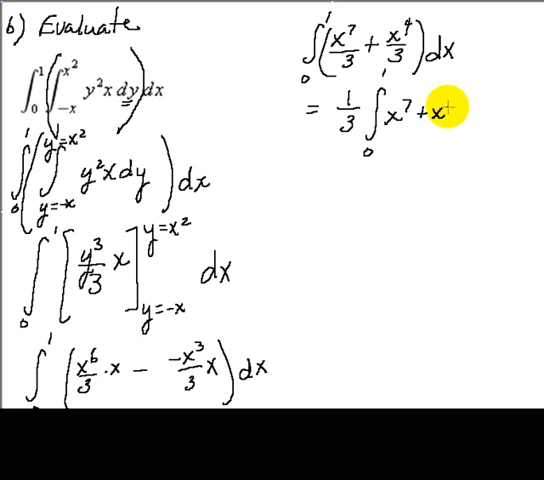 b) Evaluate
∫₀¹ ( ∫₋ₓ^{x²} y²x dy ) dx
∫₀¹ ( ∫_{y=-x}^{y=x²} y²x dy ) dx
∫₀¹ [ y³/3 x ]_{y=-x}^{y=x²} dx
∫₀¹ ( x⁶/3 · x - -x³/3 x ) dx
∫₀¹ ( x⁷/3 + x⁴/3 ) dx
= 1/3 ∫₀¹ x⁷ + x